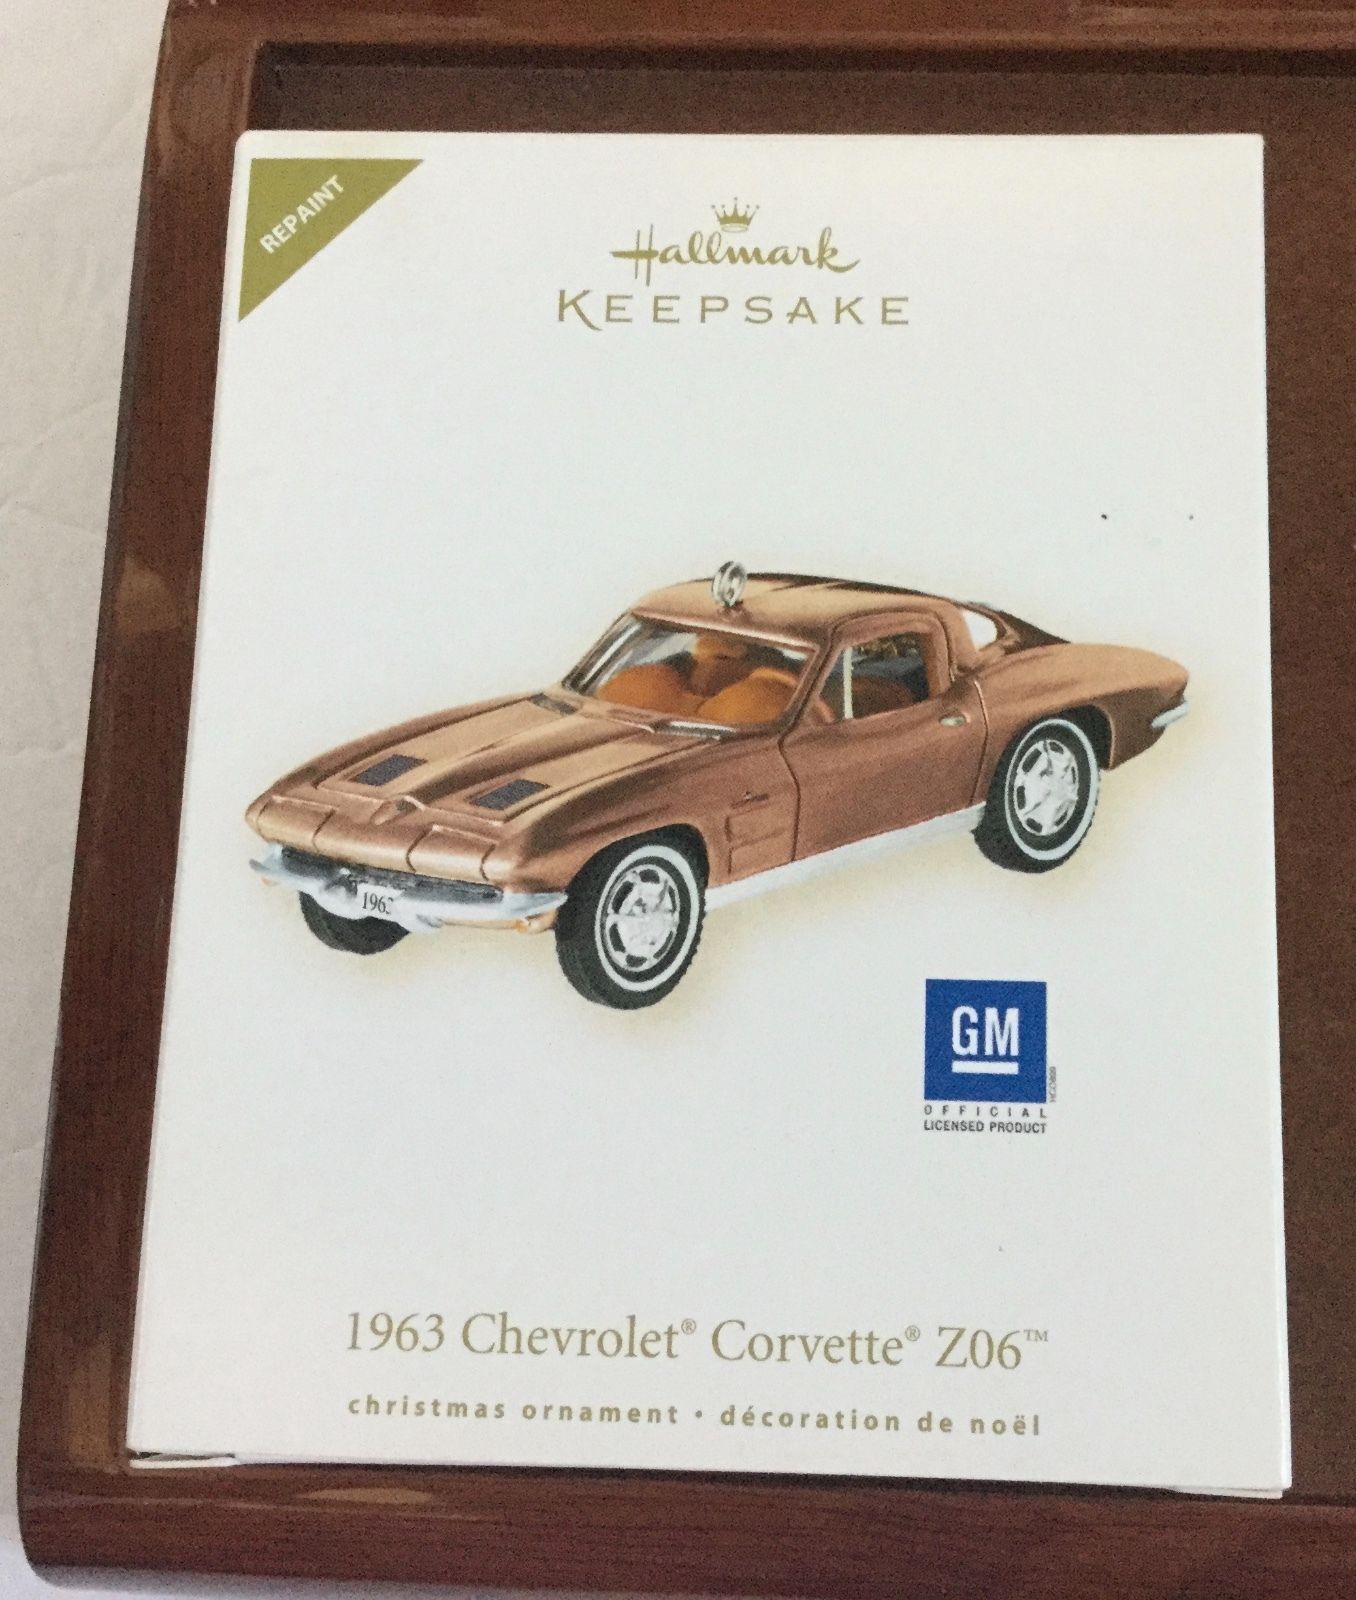 REPAINT
Hallmark
KEEPSAKE
GM
OFFICIAL
LICENSED PRODUCT
1963 Chevrolet® Corvette® Z06™
christmas ornament • décoration de noël